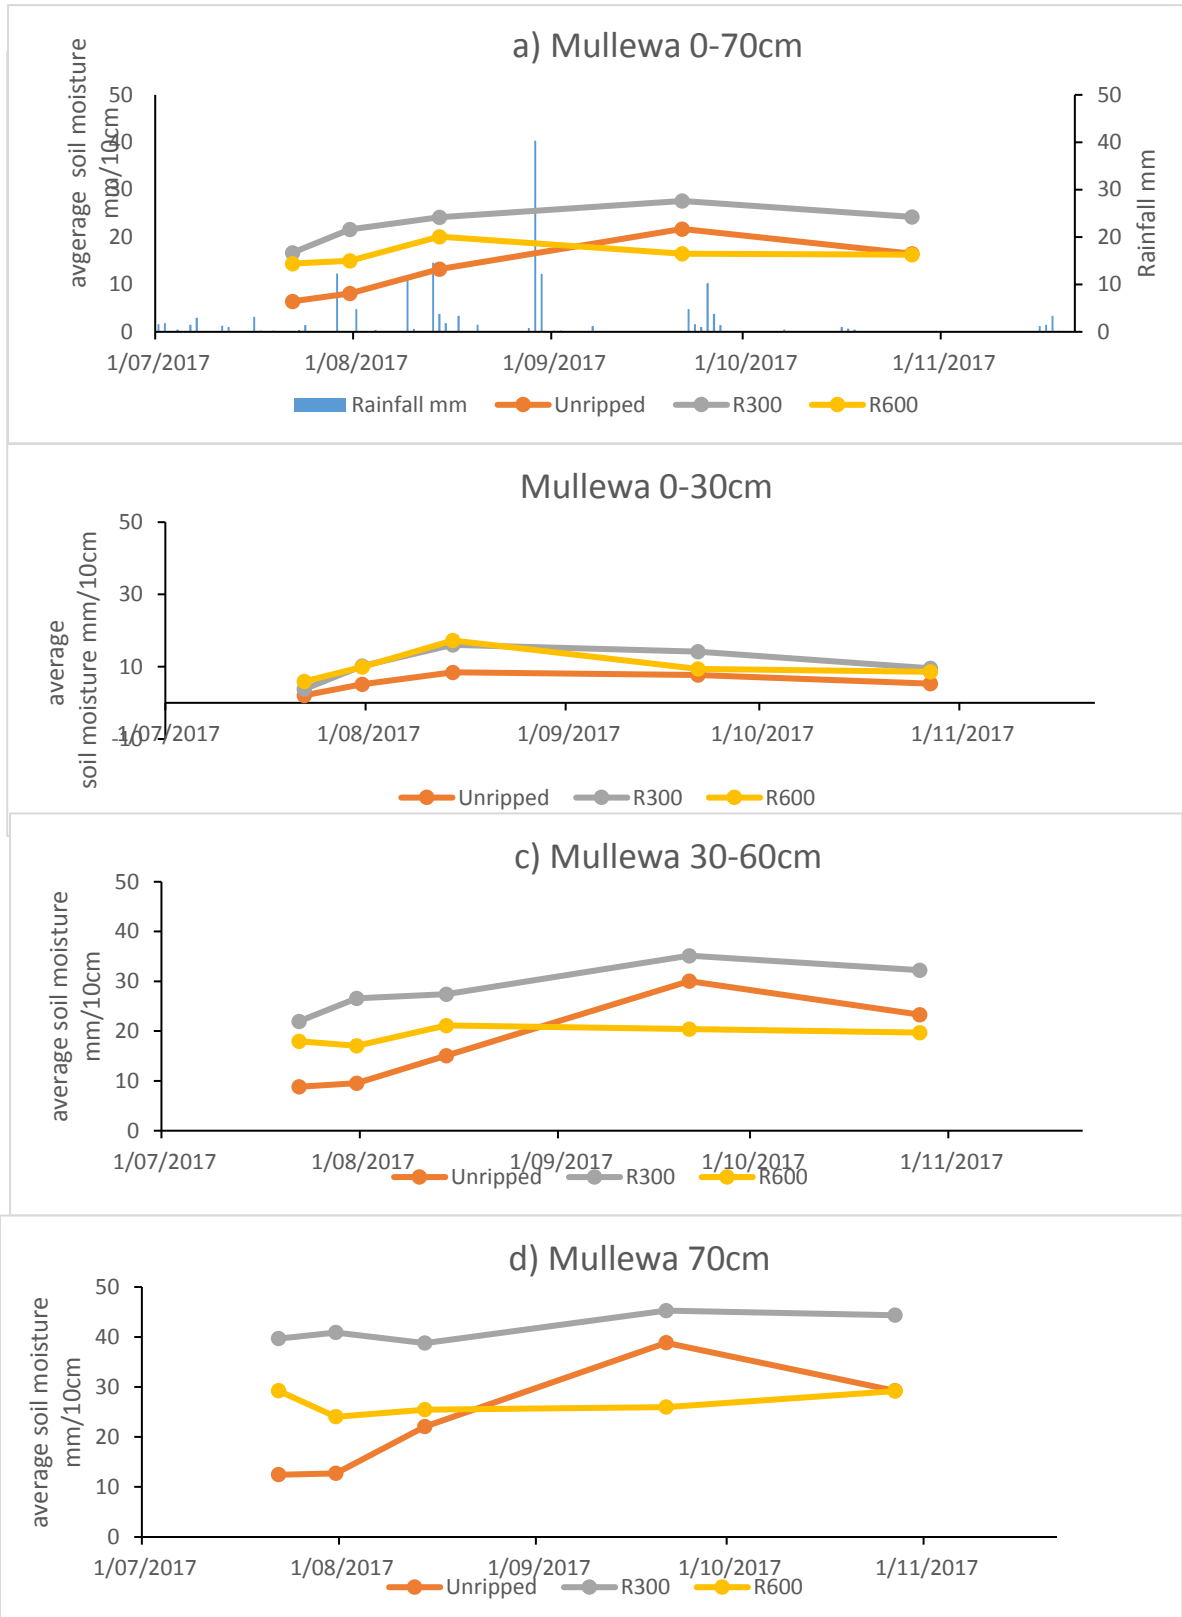 a) Mullewa 0-70cm
avgerage soil moisture
mm/10cm
50
40
30
20
10
0
50
40
30
20
10
0
Rainfall mm
1/07/2017 1/08/2017 1/09/2017 1/10/2017 1/11/2017
Rainfall mm Unripped R300 R600
Mullewa 0-30cm
average
soil moisture mm/10cm
50
30
10
-10
1/07/2017 1/08/2017 1/09/2017 1/10/2017 1/11/2017
Unripped R300 R600
c) Mullewa 30-60cm
average soil moisture
mm/10cm
50
40
30
20
10
0
1/07/2017 1/08/2017 1/09/2017 1/10/2017 1/11/2017
Unripped R300 R600
d) Mullewa 70cm
average soil moisture
mm/10cm
50
40
30
20
10
0
1/07/2017 1/08/2017 1/09/2017 1/10/2017 1/11/2017
Unripped R300 R600